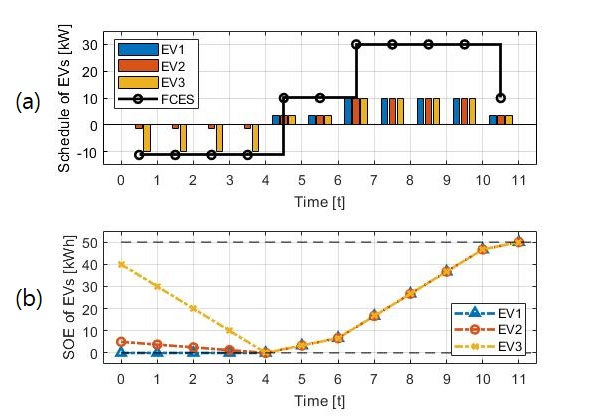 (a)
Schedule of EVs [kW]
30
20
10
0
-10
EV1
EV2
EV3
FCES
0 1 2 3 4 5 6 7 8 9 10 11
Time [t]
(b)
SOE of EVs [kWh]
50
40
30
20
10
0
EV1
EV2
EV3
0 1 2 3 4 5 6 7 8 9 10 11
Time [t]